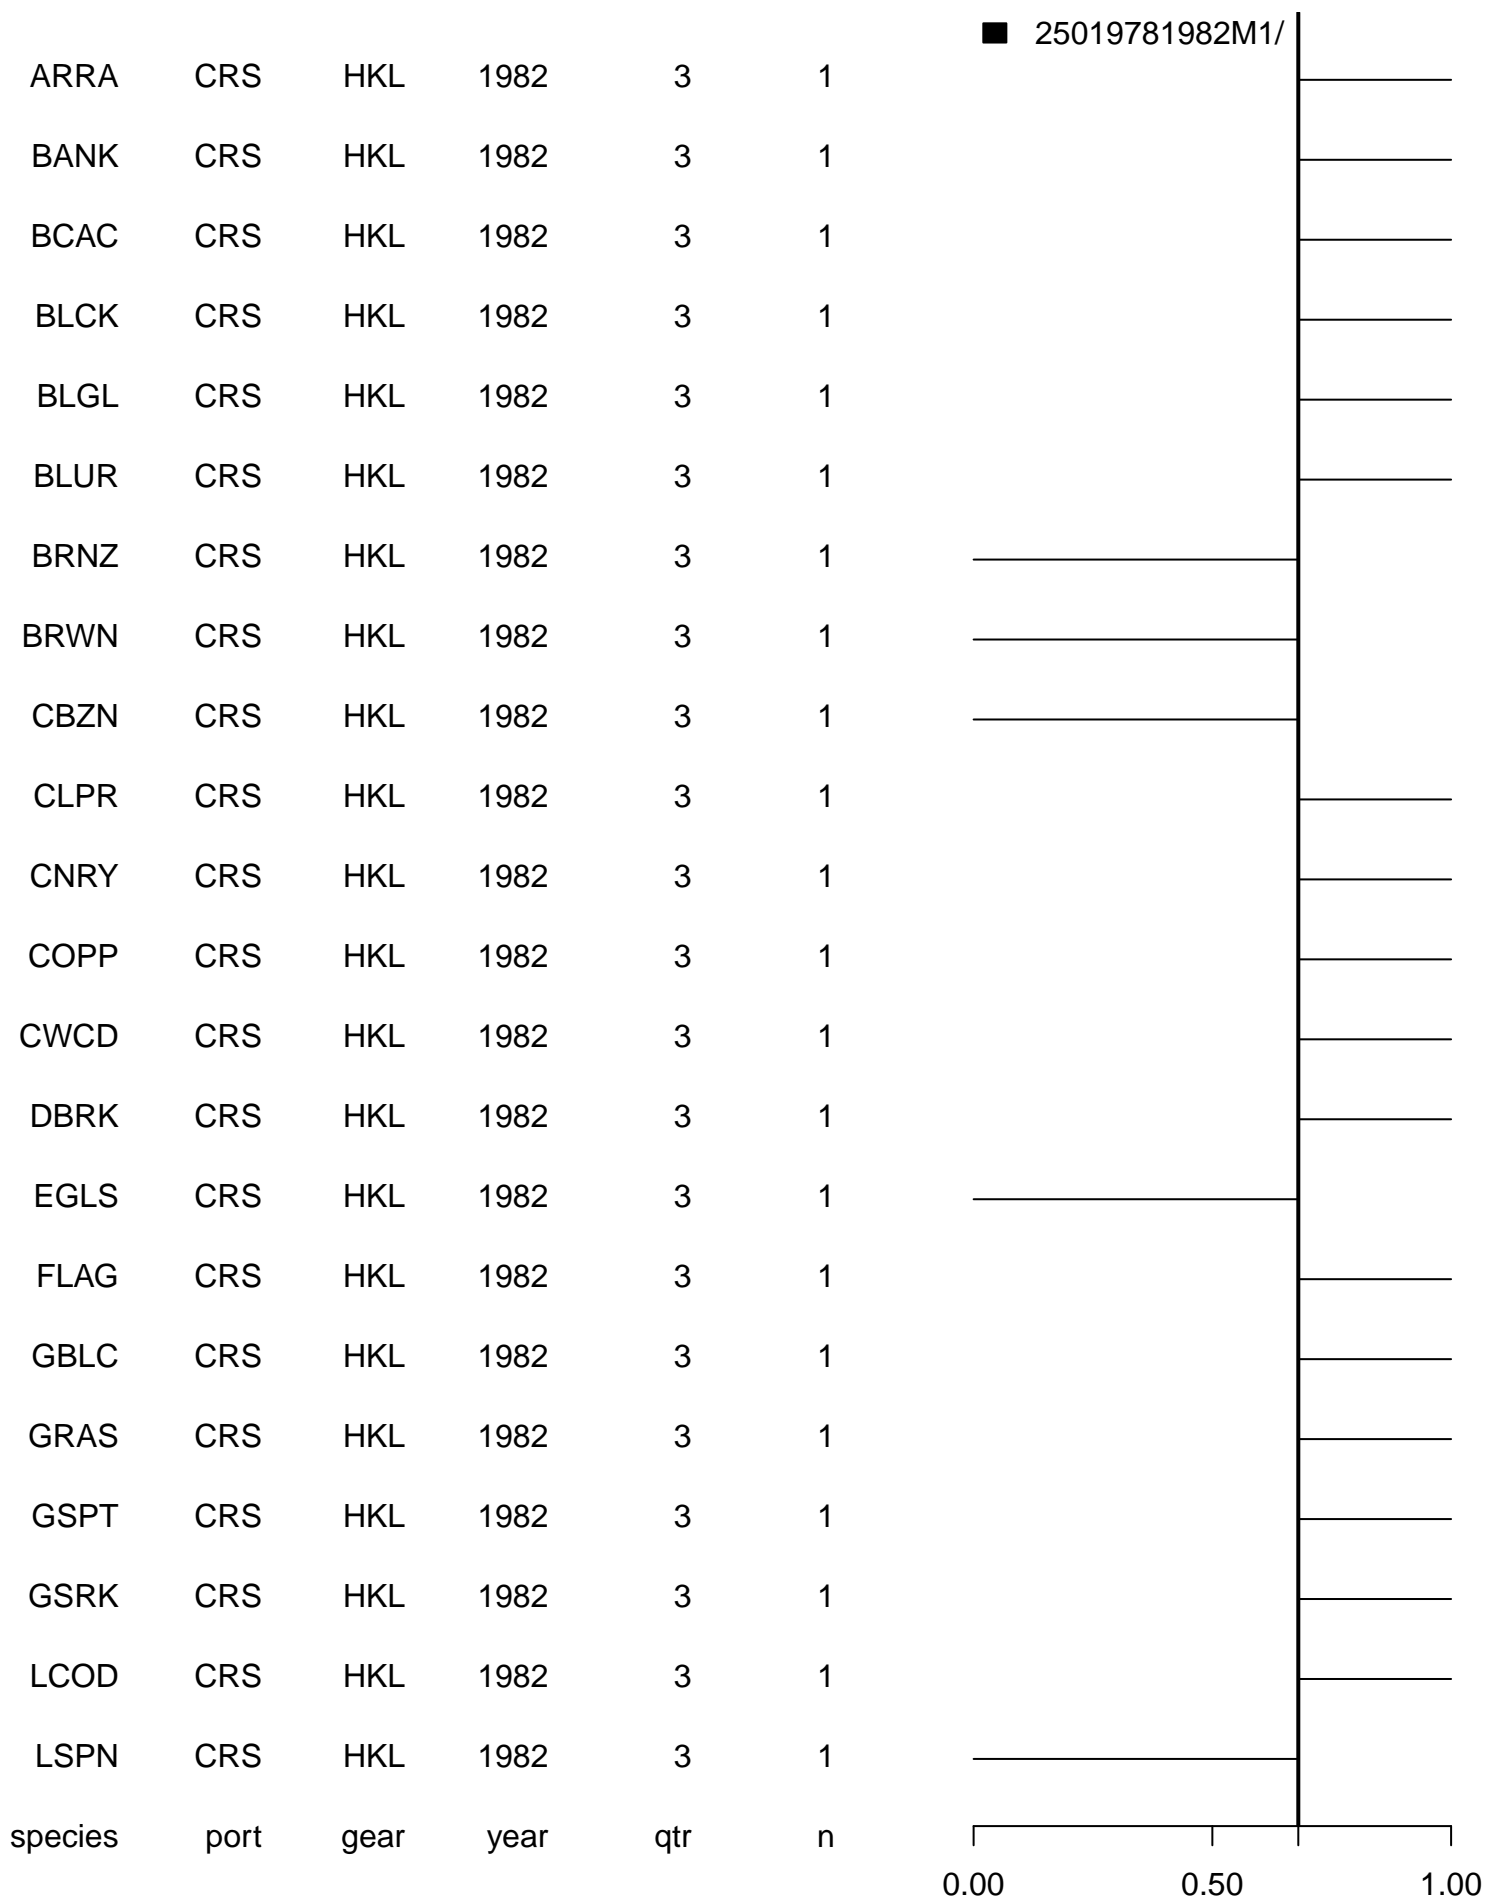 25019781982M1/
ARRA CRS HKL 1982 3 1
BANK CRS HKL 1982 3 1
BCAC CRS HKL 1982 3 1
BLCK CRS HKL 1982 3 1
BLGL CRS HKL 1982 3 1
BLUR CRS HKL 1982 3 1
BRNZ CRS HKL 1982 3 1
BRWN CRS HKL 1982 3 1
CBZN CRS HKL 1982 3 1
CLPR CRS HKL 1982 3 1
CNRY CRS HKL 1982 3 1
COPP CRS HKL 1982 3 1
CWCD CRS HKL 1982 3 1
DBRK CRS HKL 1982 3 1
EGLS CRS HKL 1982 3 1
FLAG CRS HKL 1982 3 1
GBLC CRS HKL 1982 3 1
GRAS CRS HKL 1982 3 1
GSPT CRS HKL 1982 3 1
GSRK CRS HKL 1982 3 1
LCOD CRS HKL 1982 3 1
LSPN CRS HKL 1982 3 1
species port gear year qtr n
0.00 0.50 1.00